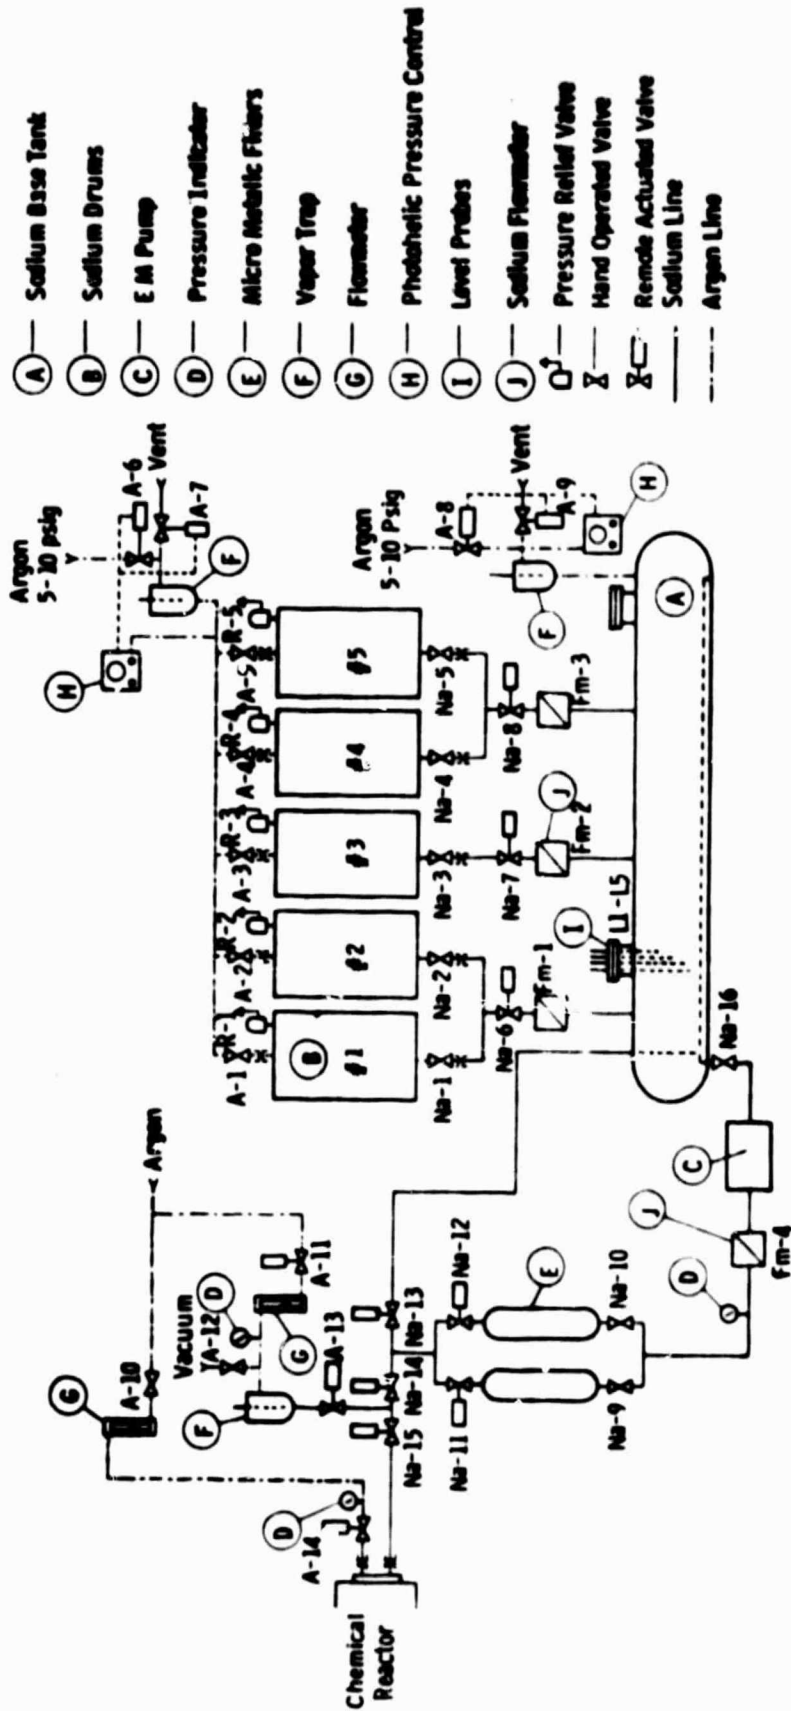 Argon
5-10 psig
A-6
Vent
A-7
H
F
R-1
R-2
R-3
R-4
R-5
A-1
A-2
A-3
A-4
A-5
B
#1
#2
#3
#4
#5
Na-1
Na-2
Na-3
Na-4
Na-5
Na-6
Na-7
Na-8
Fm-1
J
Fm-2
Fm-3
I
L1-L5
Argon
5-10 Psig
A-8
Vent
A-9
F
H
A
Na-16
C
J
Fm-4
D
Argon
G
A-10
Vacuum
A-12
D
A-11
G
F
A-13
D
A-14
Chemical
Reactor
Na-15
Na-14
Na-13
Na-11
Na-12
E
Na-9
Na-10
A Sodium Base Tank
B Sodium Drums
C E M Pump
D Pressure Indicator
E Micro Metalic Filters
F Vapor Trap
G Flowmeter
H Photohelic Pressure Control
I Level Probes
J Sodium Flowmeter
Pressure Relief Valve
Hand Operated Valve
Remote Actuated Valve
Sodium Line
Argon Line